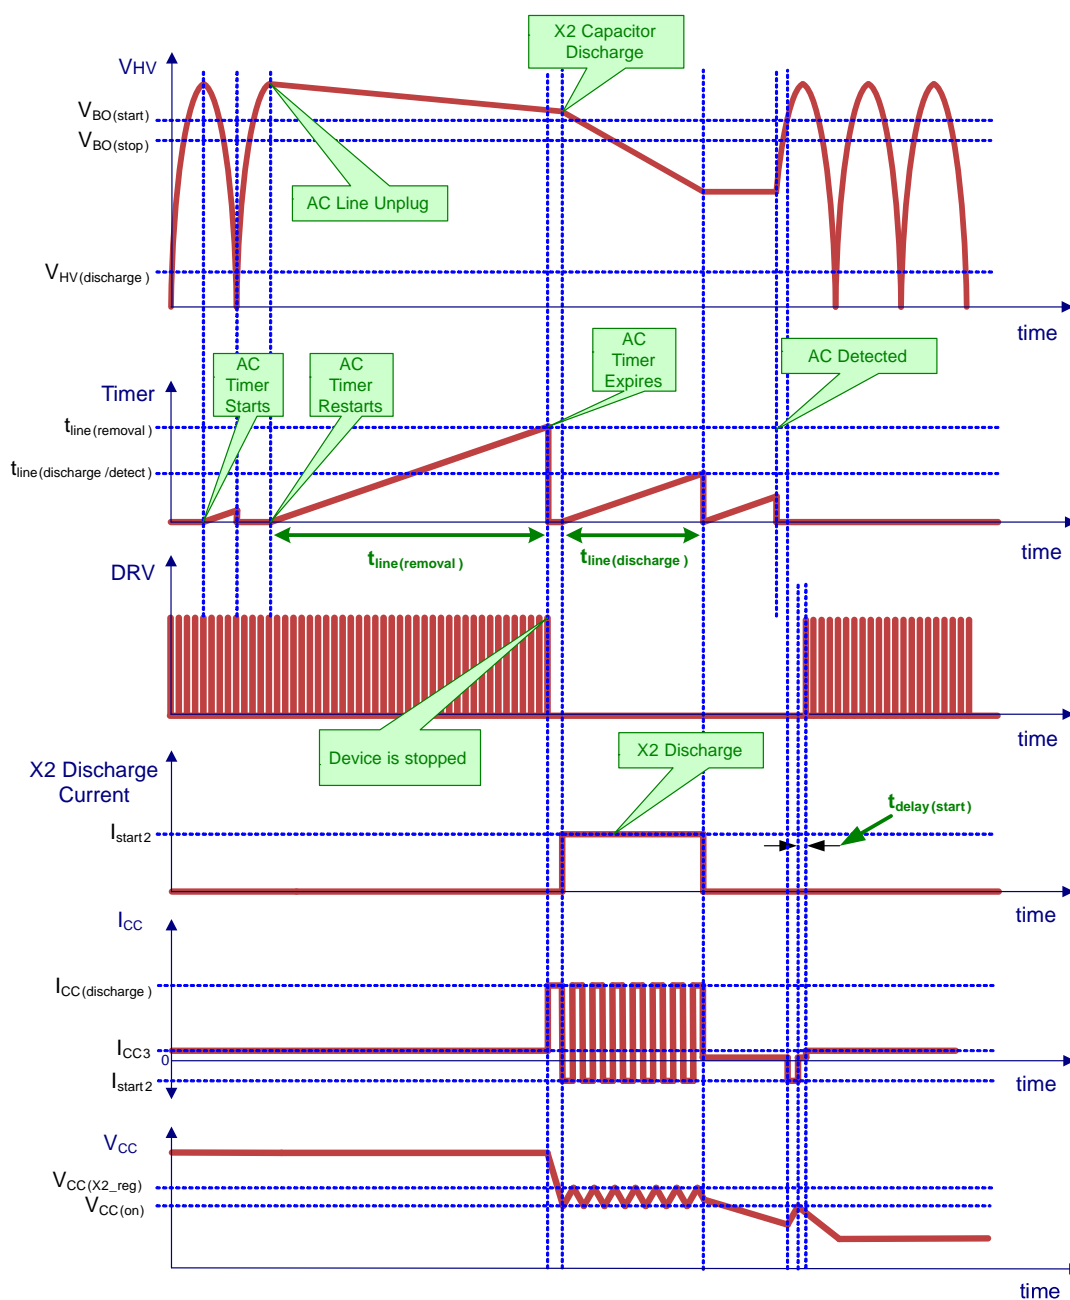 X2 Capacitor
Discharge
VHV
VBO(start)
VBO(stop)
AC Line Unplug
VHV(discharge )
time
AC
Timer
Starts
AC
Timer
Restarts
AC
Timer
Expires
AC Detected
Timer
tline(removal)
tline(discharge /detect)
time
tline(removal )
tline(discharge )
DRV
Device is stopped
X2 Discharge
time
X2 Discharge
Current
Istart2
tdelay(start)
time
ICC
ICC(discharge )
ICC3
0
Istart2
time
VCC
VCC(X2_reg)
VCC(on)
time